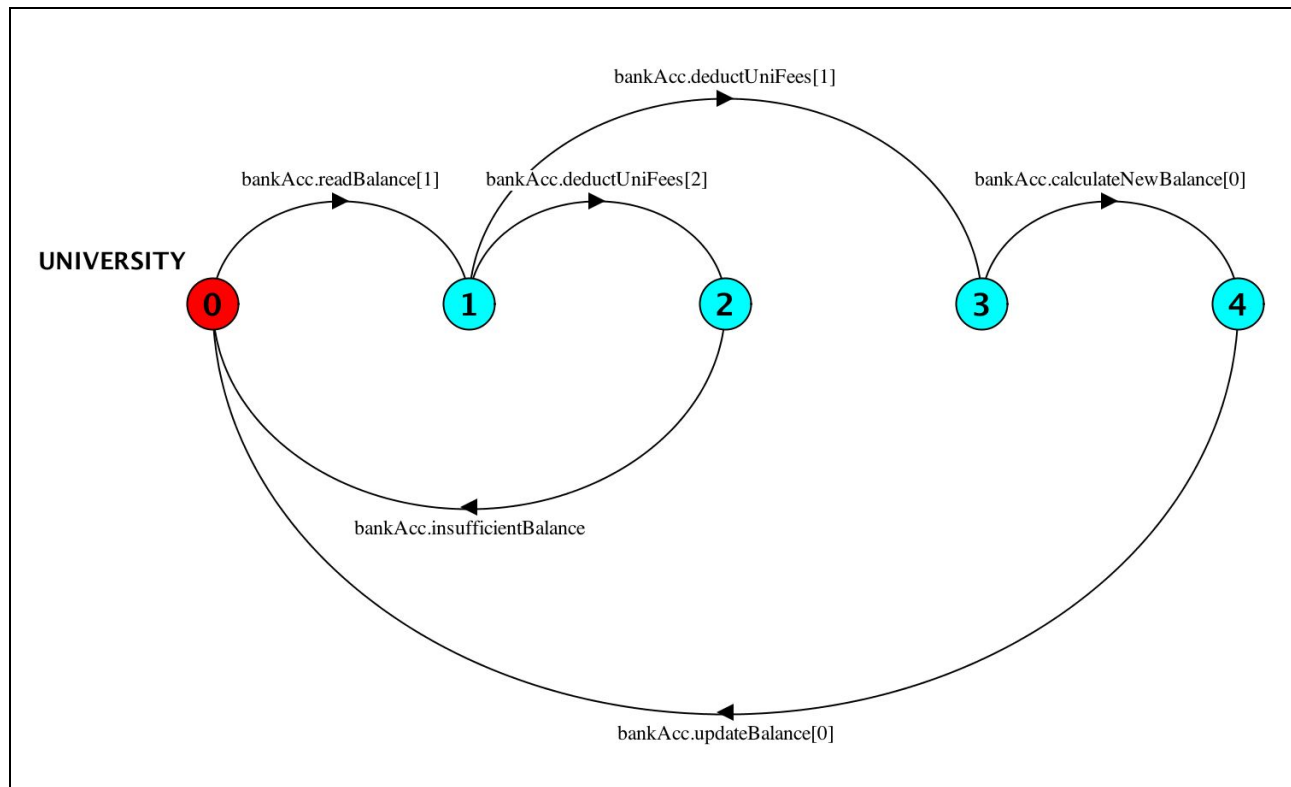 bankAcc.deductUniFees[1]
bankAcc.readBalance[1]
bankAcc.deductUniFees[2]
bankAcc.calculateNewBalance[0]
UNIVERSITY
0
1
2
3
4
bankAcc.insufficientBalance
bankAcc.updateBalance[0]